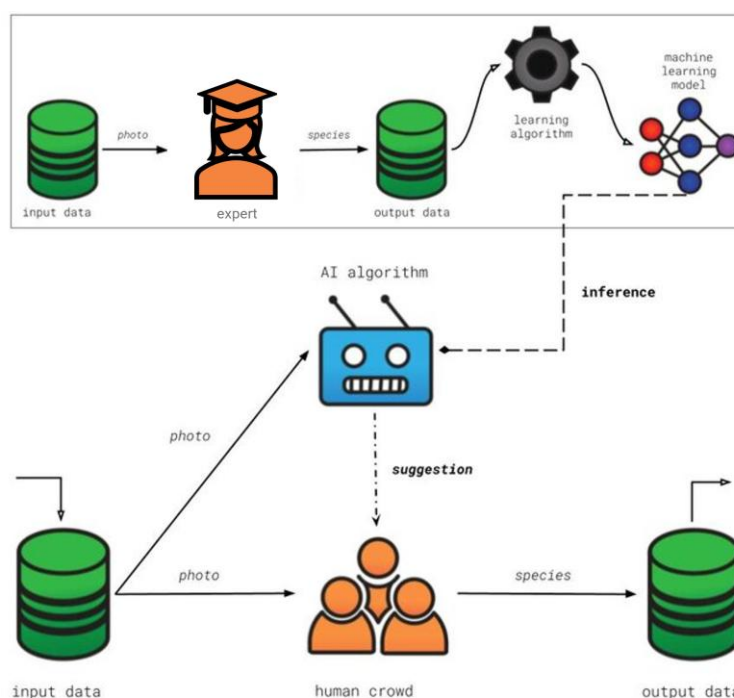 machine
learning
model
photo
species
learning
algorithm
input data
expert
output data
AI algorithm
inference
photo
suggestion
photo
species
input data
human crowd
output data